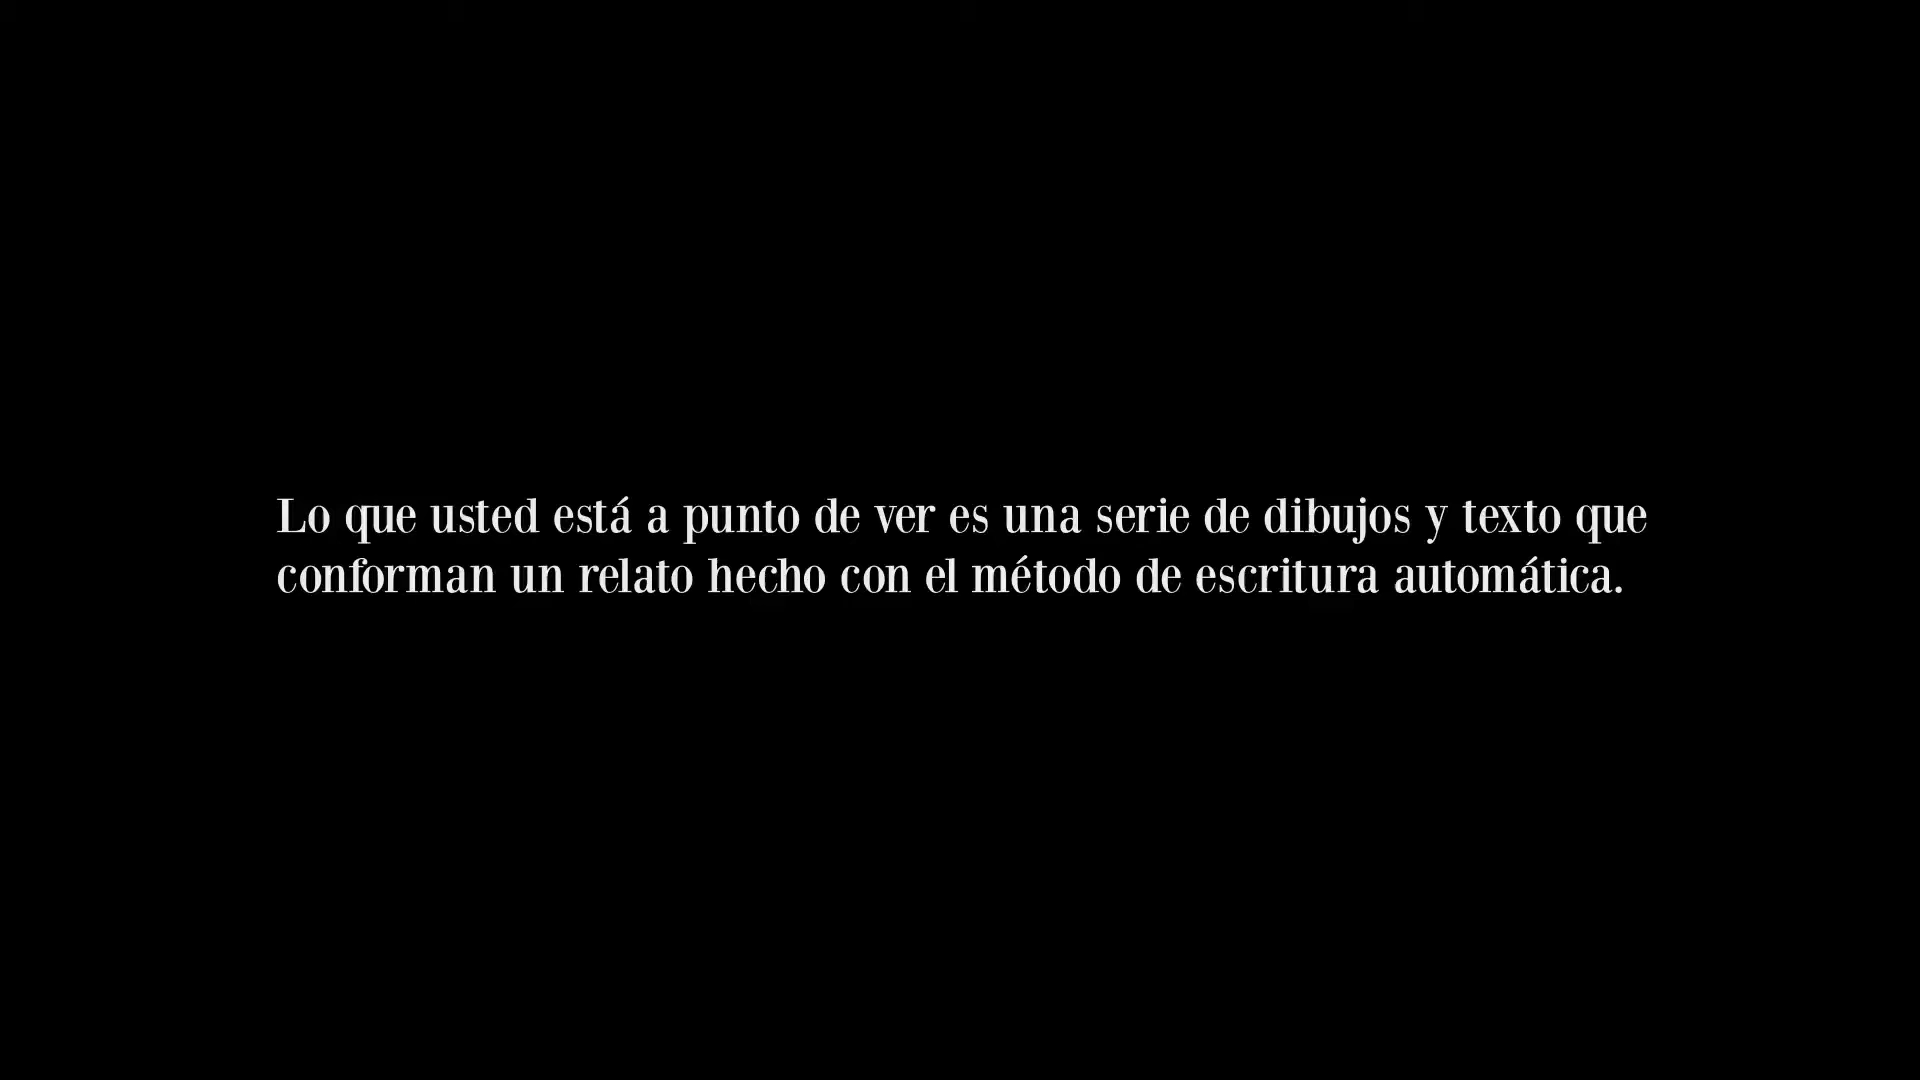 Lo que usted está a punto de ver es una serie de dibujos y texto que
conforman un relato hecho con el método de escritura automática.